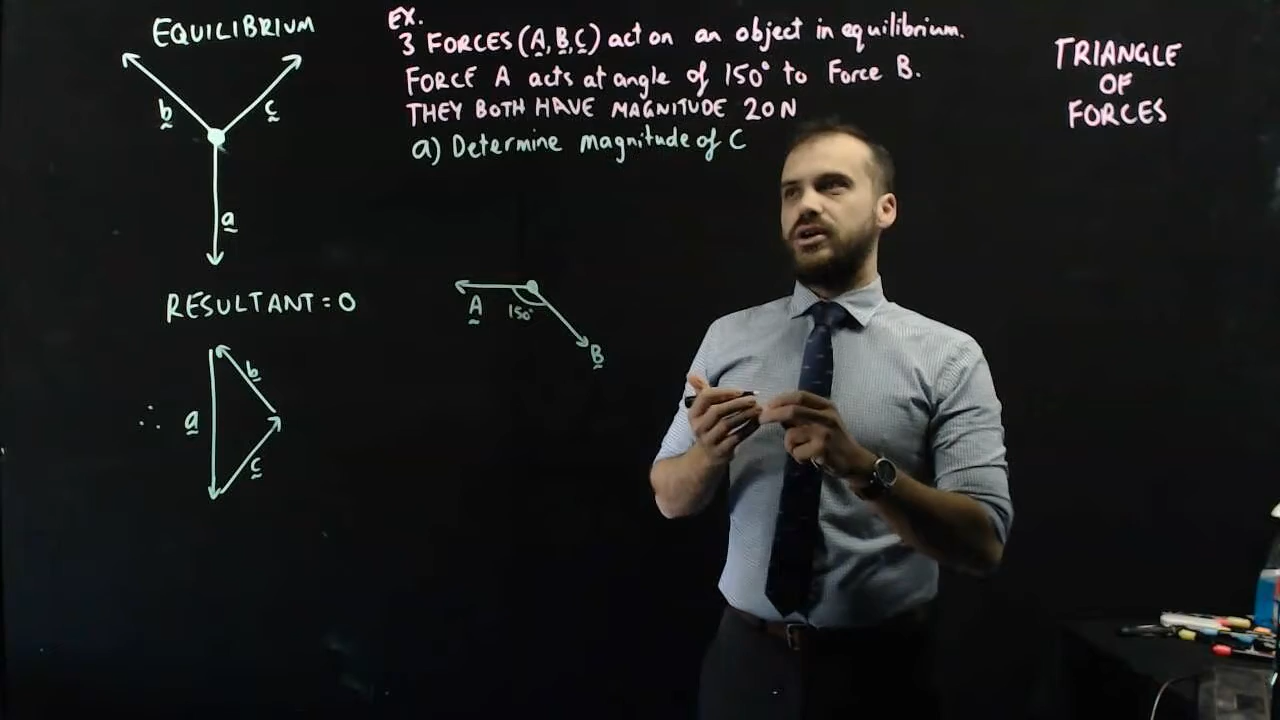 EQUILIBRIUM
b
c
a
RESULTANT = 0
∴ a
b
c
EX.
3 FORCES (A, B, C) act on an object in equilibrium.
FORCE A acts at angle of 150° to Force B.
THEY BOTH HAVE MAGNITUDE 20N
a) Determine magnitude of C
A
150°
B
TRIANGLE
OF
FORCES